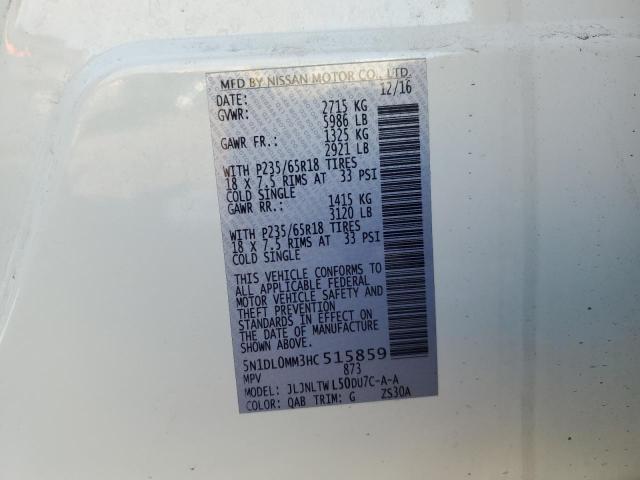 MFD BY NISSAN MOTOR CO., LTD.
DATE: 12/16
GVWR: 2715 KG
5986 LB
GAWR FR.: 1325 KG
2921 LB
WITH P235/65R18 TIRES
18 X 7.5 RIMS AT 33 PSI
COLD SINGLE
GAWR RR.: 1415 KG
3120 LB
WITH P235/65R18 TIRES
18 X 7.5 RIMS AT 33 PSI
COLD SINGLE
THIS VEHICLE CONFORMS TO
ALL APPLICABLE FEDERAL
MOTOR VEHICLE SAFETY AND
THEFT PREVENTION
STANDARDS IN EFFECT ON
THE DATE OF MANUFACTURE
5N1DL0MM3HC515859
MPV 873
MODEL: JLJNLTWL50DU7C-A-A
COLOR: QAB TRIM: G ZS30A